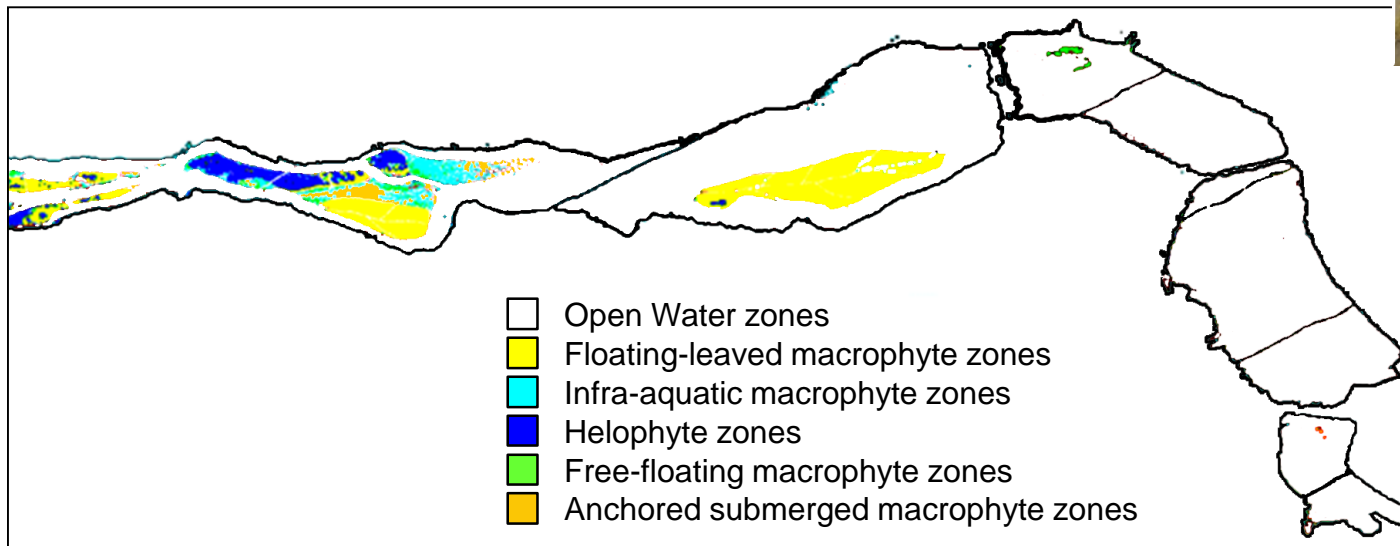 Open Water zones
Floating-leaved macrophyte zones
Infra-aquatic macrophyte zones
Helophyte zones
Free-floating macrophyte zones
Anchored submerged macrophyte zones